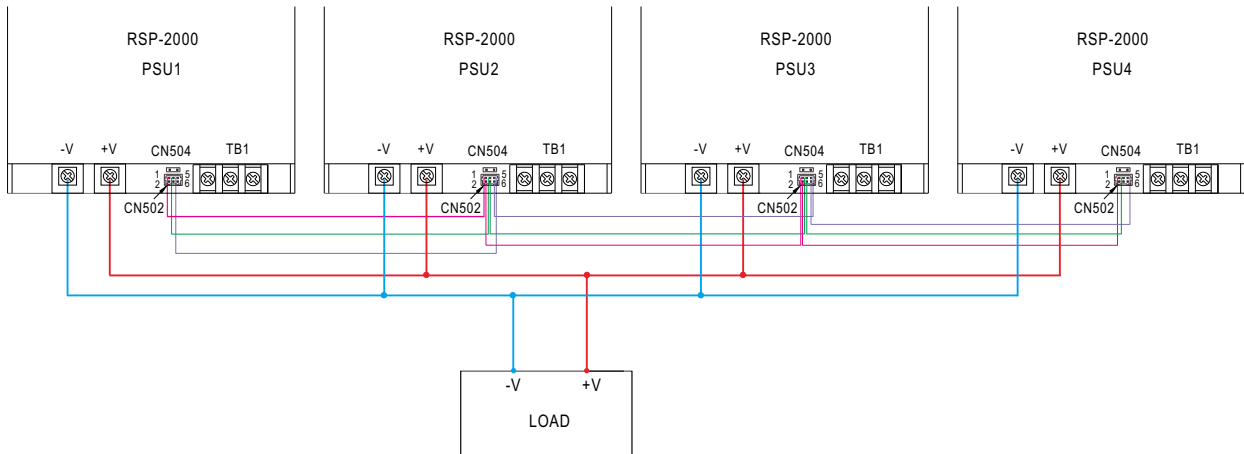 RSP-2000
PSU1
-V +V CN504 TB1
1 5
2 6
CN502
RSP-2000
PSU2
-V +V CN504 TB1
1 5
2 6
CN502
RSP-2000
PSU3
-V +V CN504 TB1
1 5
2 6
CN502
RSP-2000
PSU4
-V +V CN504 TB1
1 5
2 6
CN502
-V +V
LOAD